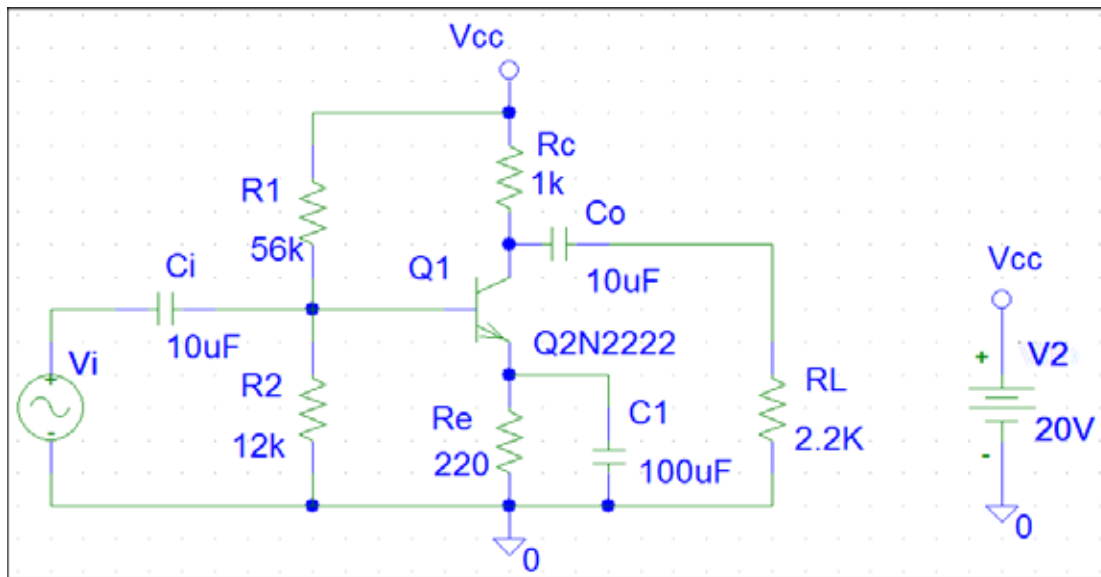 Vcc
Rc
1k
R1
56k
Co
10uF
Q1
Q2N2222
Ci
10uF
Vi
+
-
R2
12k
Re
220
C1
100uF
RL
2.2K
0
Vcc
+
V2
20V
-
0